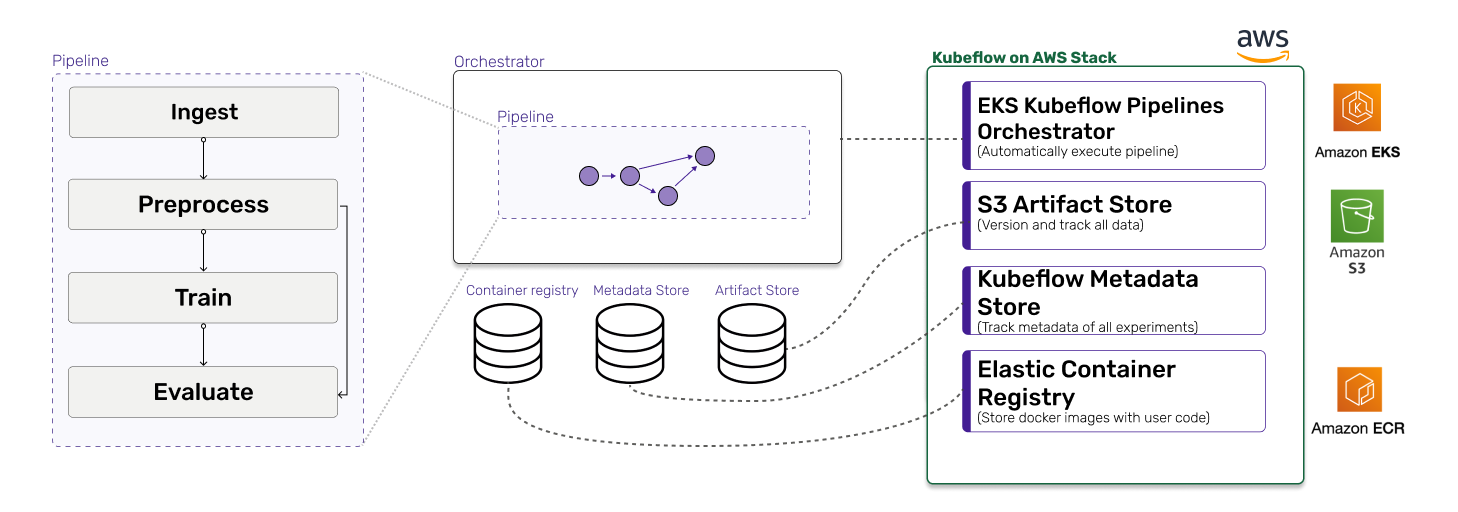 Pipeline
Ingest
Preprocess
Train
Evaluate
Orchestrator
Pipeline
Container registry
Metadata Store
Artifact Store
aws
Kubeflow on AWS Stack
EKS Kubeflow Pipelines
Orchestrator
(Automatically execute pipeline)
S3 Artifact Store
(Version and track all data)
Kubeflow Metadata
Store
(Track metadata of all experiments)
Elastic Container
Registry
(Store docker images with user code)
K
Amazon EKS
Amazon
S3
Amazon ECR